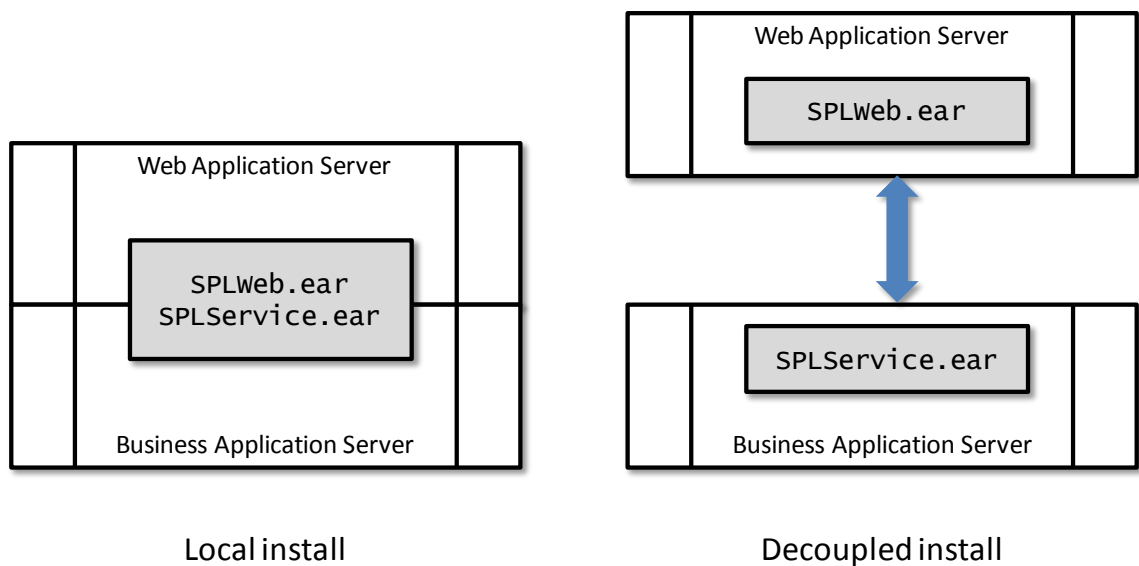 Web Application Server
SPLWeb.ear
SPLService.ear
Business Application Server
Local install
Web Application Server
SPLWeb.ear
SPLService.ear
Business Application Server
Decoupled install